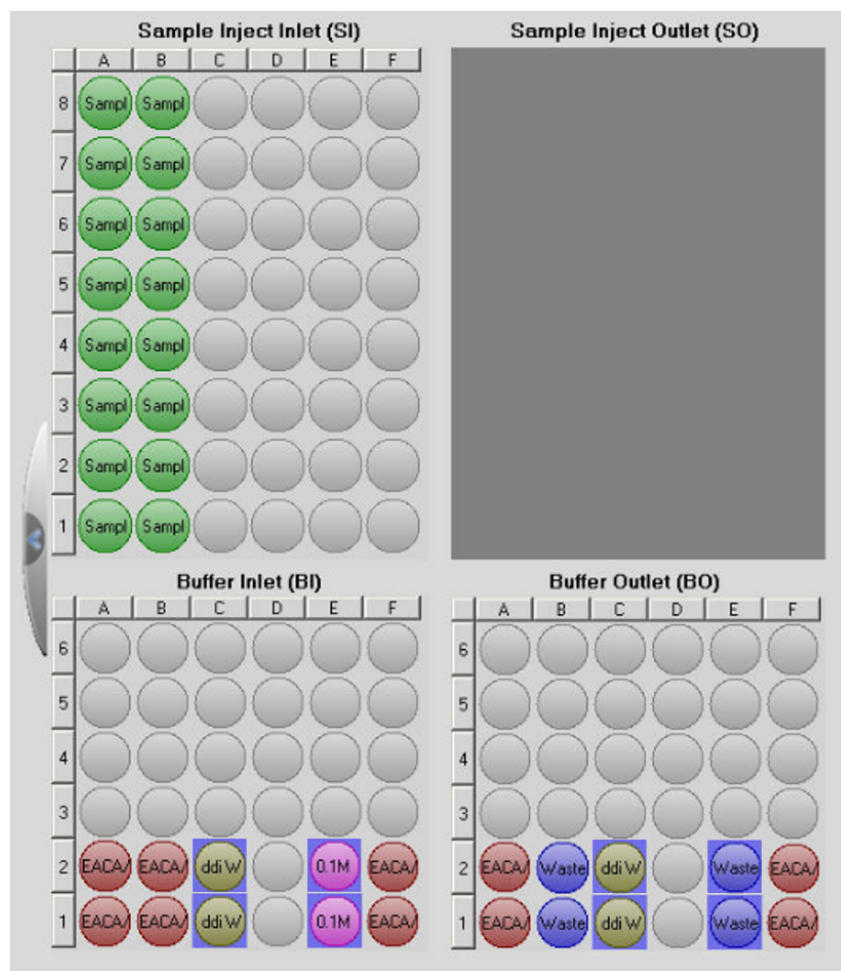 Sample Inject Inlet (SI) Sample Inject Outlet (SO)
A B C D E F
8 Sampl Sampl
7 Sampl Sampl
6 Sampl Sampl
5 Sampl Sampl
4 Sampl Sampl
3 Sampl Sampl
2 Sampl Sampl
1 Sampl Sampl
Buffer Inlet (BI) Buffer Outlet (BO)
A B C D E F A B C D E F
6 6
5 5
4 4
3 3
2 EACA/ EACA/ ddi W 0.1M EACA/ 2 EACA/ Waste ddi W Waste EACA/
1 EACA/ EACA/ ddi W 0.1M EACA/ 1 EACA/ Waste ddi W Waste EACA/